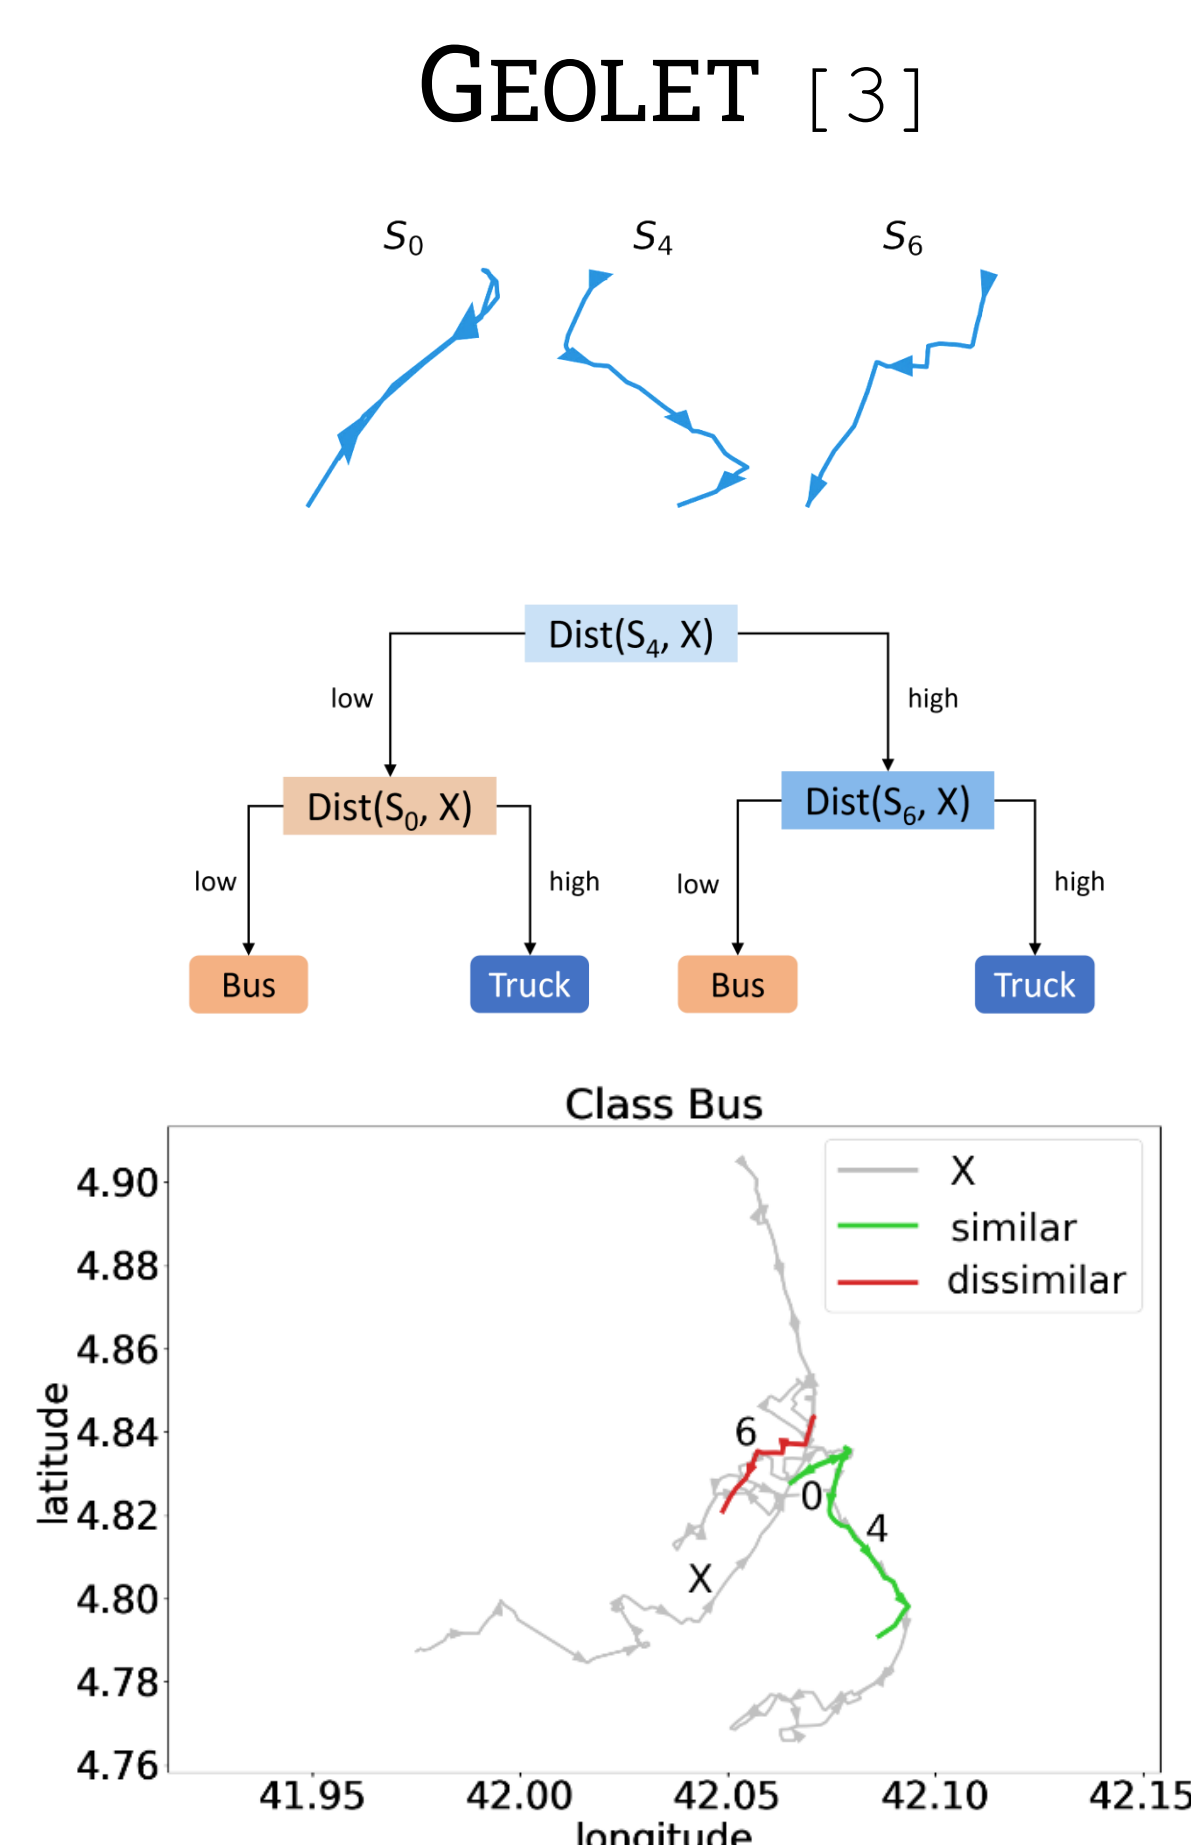 GEOLET [3]
S0 S4 S6
Dist(S4, X)
low high
Dist(S0, X) Dist(S6, X)
low high low high
Bus Truck Bus Truck
Class Bus
X
similar
dissimilar
4.90
4.88
4.86
4.84
4.82
4.80
4.78
4.76
latitude
6
0
4
X
41.95 42.00 42.05 42.10 42.15
longitude